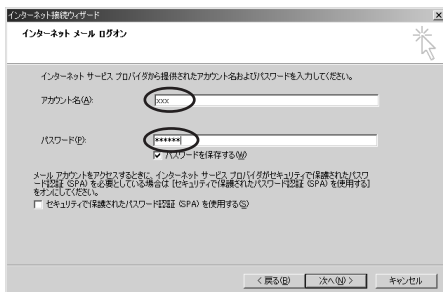 インターネット接続ウィザード
インターネット メール ログオン
インターネット サービス プロバイダから提供されたアカウント名およびパスワードを入力してください。
アカウント名(A):
xxx
パスワード(P):
******
パスワードを保存する(W)
メール アカウントをアクセスするときに、インターネット サービス プロバイダがセキュリティで保護されたパスワ
ード認証 (SPA) を必要としている場合は [セキュリティで保護されたパスワード認証 (SPA) を使用する]
をオンにしてください。
セキュリティで保護されたパスワード認証 (SPA) を使用する(S)
< 戻る(B)
次へ(N) >
キャンセル